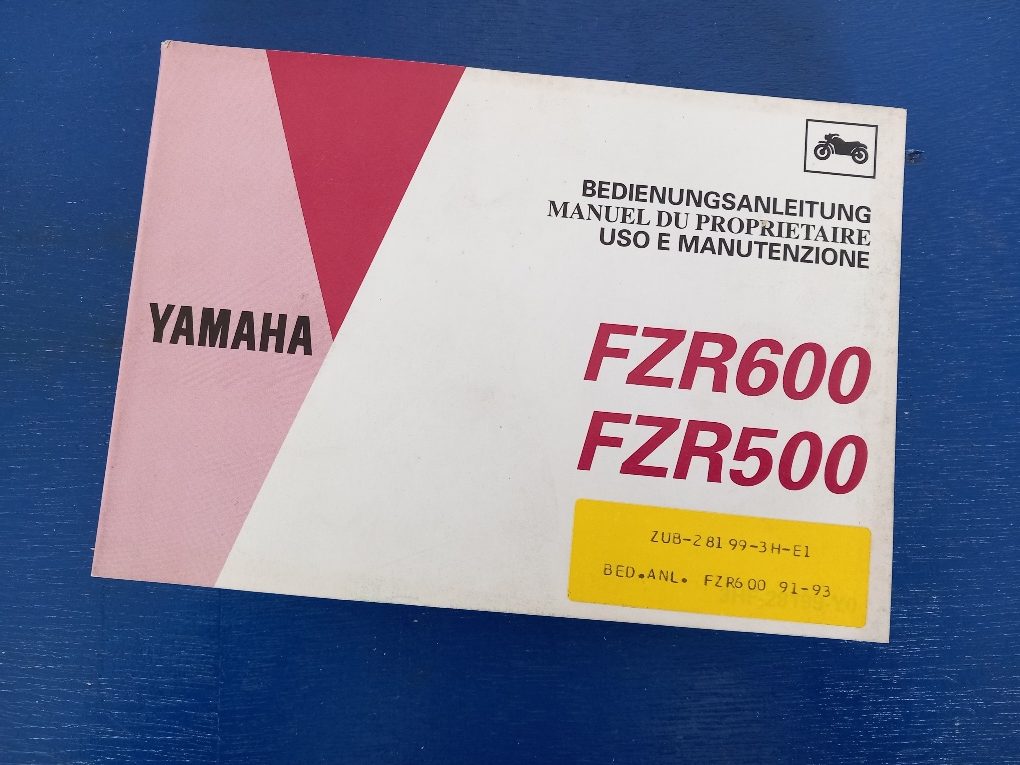 BEDIENUNGSANLEITUNG
MANUEL DU PROPRIETAIRE
USO E MANUTENZIONE
YAMAHA
FZR600
FZR500
ZUB-28199-3H-E1
BED.ANL. FZR600 91-93